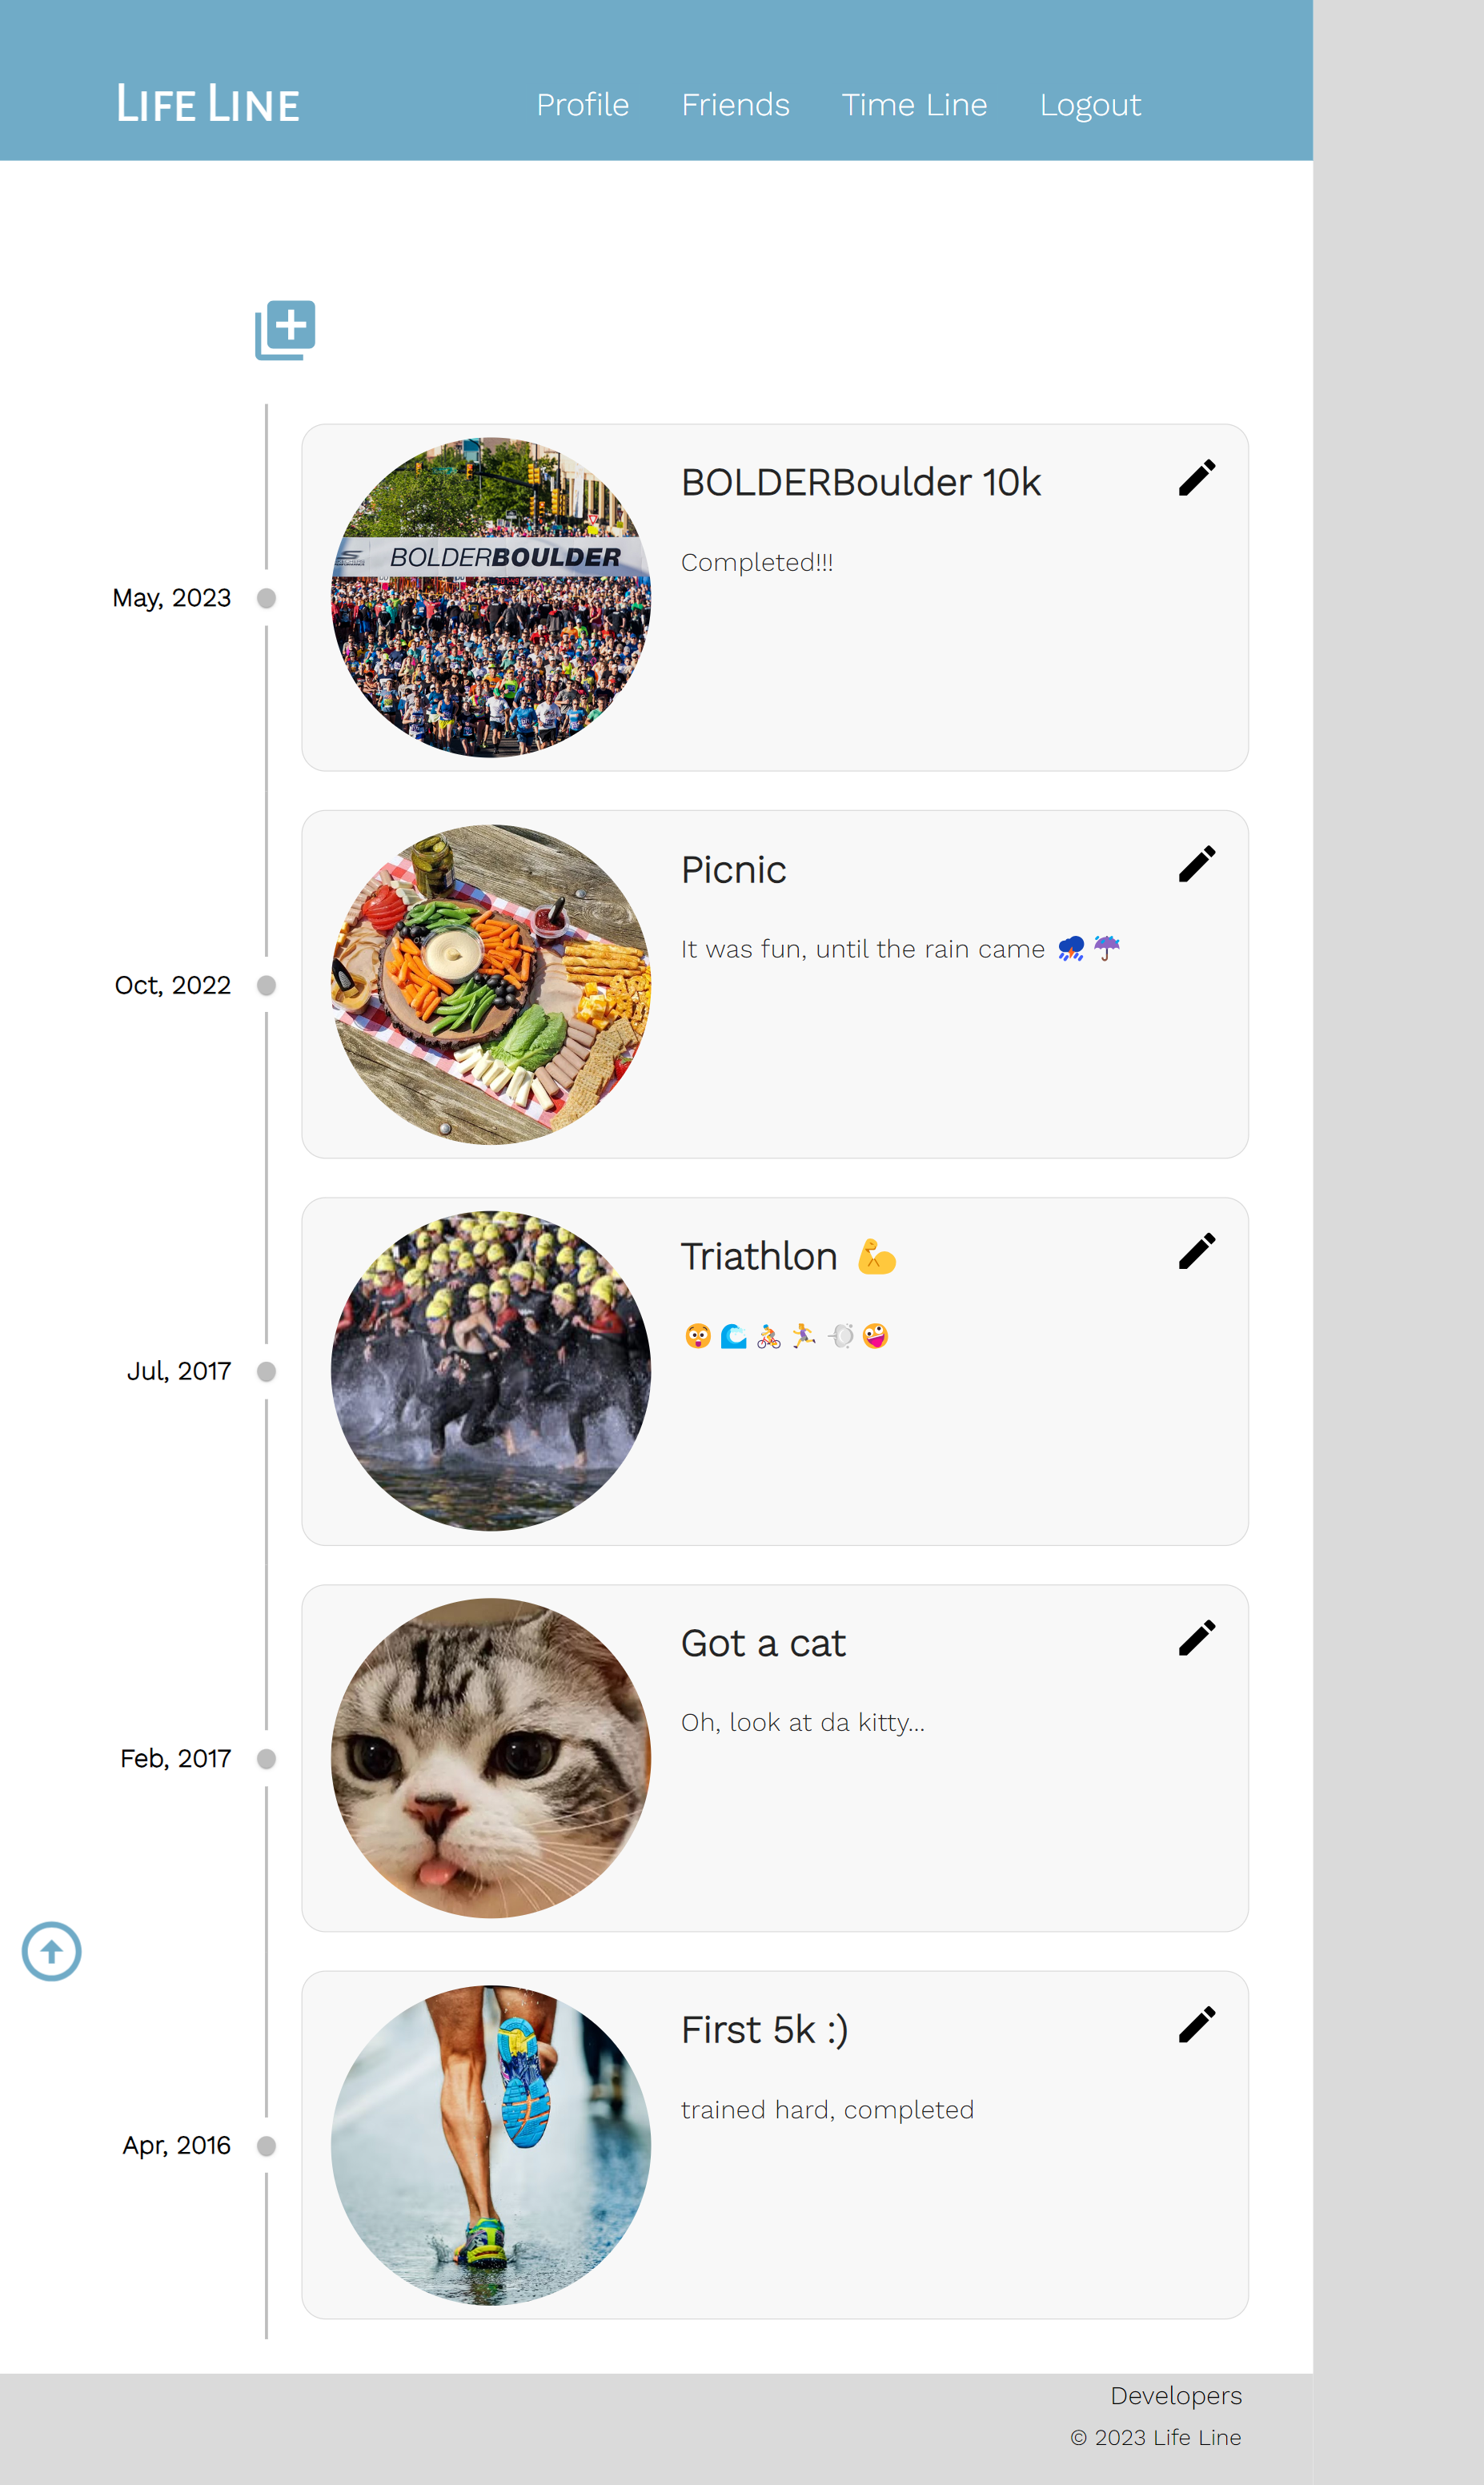 LIFE LINE
Profile Friends Time Line Logout
BOLDERBoulder 10k
Completed!!!
BOLDERBOULDER
May, 2023
Picnic
It was fun, until the rain came ⛈️ ☔
Oct, 2022
Triathlon 💪
😳 🌊 🚴 🏃‍♀️ 💨 🤪
Jul, 2017
Got a cat
Oh, look at da kitty...
Feb, 2017
First 5k :)
trained hard, completed
Apr, 2016
Developers
© 2023 Life Line